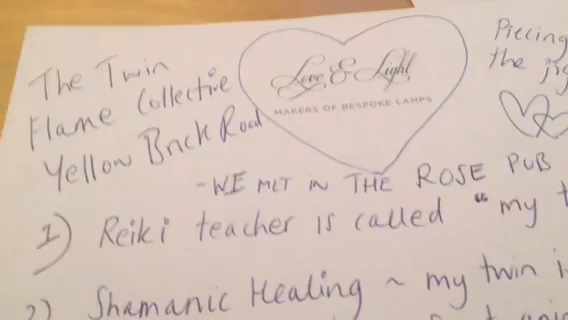 The Twin
Flame Collective
Yellow Brick Road
Love & Light
MAKERS OF BESPOKE LAMPS
Piecing
the
- WE MET IN THE ROSE PUB
1) Reiki teacher is called "my
2) Shamanic Healing ~ my twin